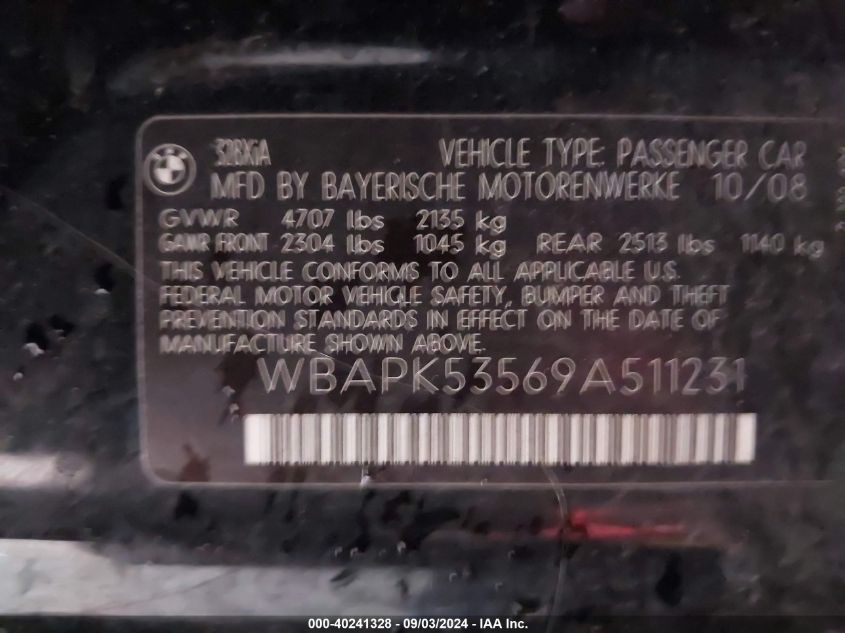 328XiA VEHICLE TYPE: PASSENGER CAR
MFD BY BAYERISCHE MOTORENWERKE 10/08
GVWR 4707 lbs 2135 kg
GAWR FRONT 2304 lbs 1045 kg REAR 2513 lbs 1140 kg
THIS VEHICLE CONFORMS TO ALL APPLICABLE U.S.
FEDERAL MOTOR VEHICLE SAFETY, BUMPER AND THEFT
PREVENTION STANDARDS IN EFFECT ON THE DATE OF
MANUFACTURE SHOWN ABOVE.
WBAPK53569A511231
000-40241328 - 09/03/2024 - IAA, Inc.